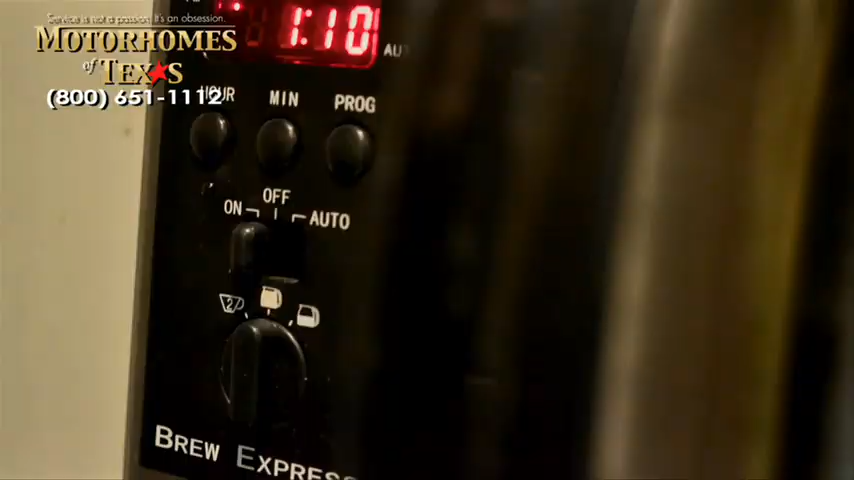 Service is not a passion, it's an obsession.
MOTORHOMES
of TEXAS
(800) 651-1112
1:10
HOUR MIN PROG
OFF
ON AUTO
2
BREW EXPRESS